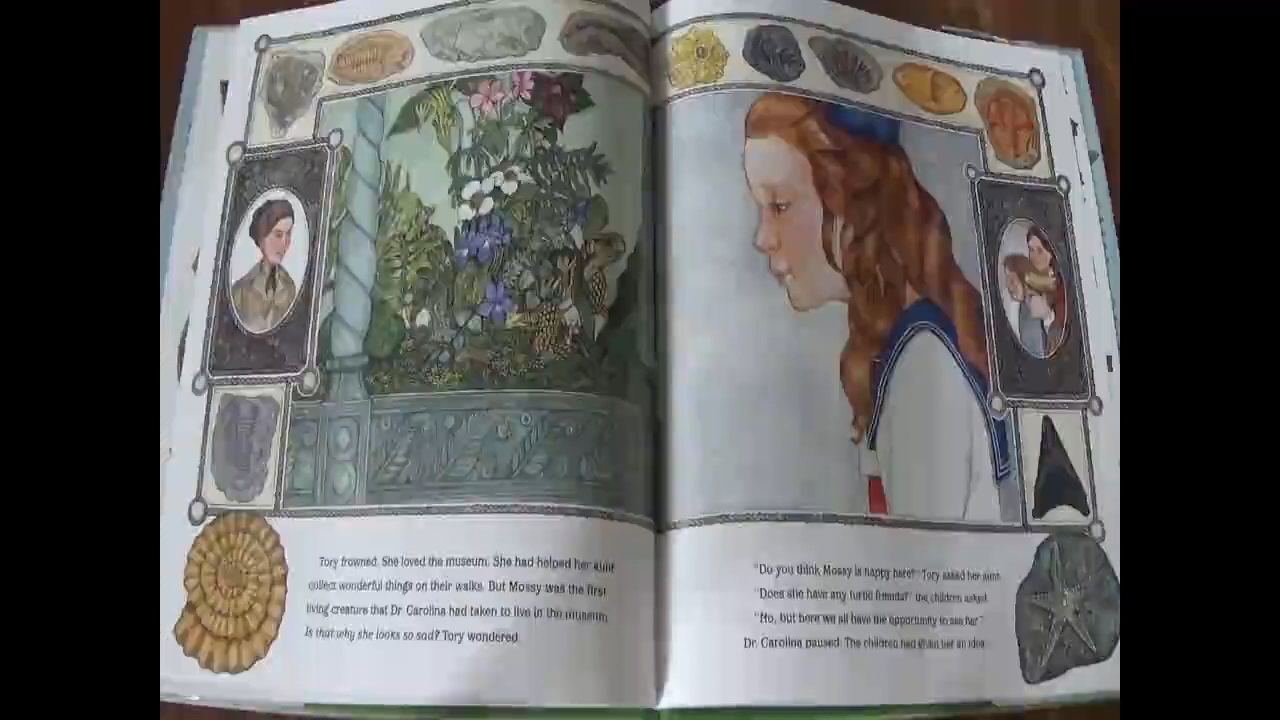 Tory frowned. She loved the museum. She had helped her aunt
collect wonderful things on their walks. But Mossy was the first
living creature that Dr. Carolina had taken to live in the museum.
Is that why she looks so sad? Tory wondered.
"Do you think Mossy is happy here?" Tory asked her aunt.
"Does she have any turtle friends?" the children asked.
"No, but here we all have the opportunity to see her."
Dr. Carolina paused. The children had given her an idea.